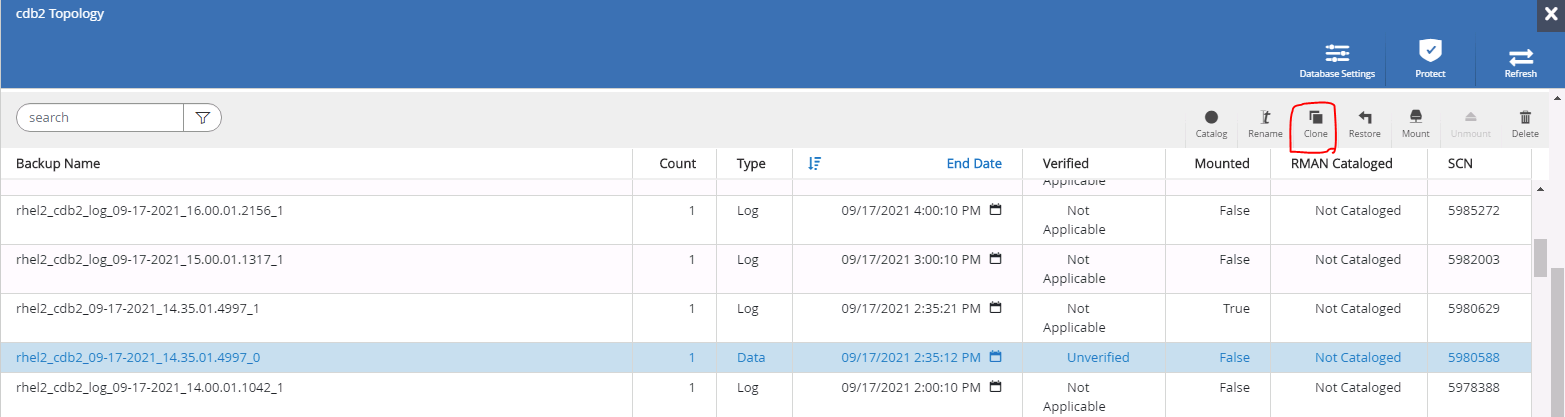 cdb2 Topology
Database Settings Protect Refresh
search
Catalog Rename Clone Restore Mount Unmount Delete
Backup Name Count Type End Date Verified Mounted RMAN Cataloged SCN
Applicable
rhel2_cdb2_log_09-17-2021_16.00.01.2156_1 1 Log 09/17/2021 4:00:10 PM Not Applicable False Not Cataloged 5985272
rhel2_cdb2_log_09-17-2021_15.00.01.1317_1 1 Log 09/17/2021 3:00:10 PM Not Applicable False Not Cataloged 5982003
rhel2_cdb2_09-17-2021_14.35.01.4997_1 1 Log 09/17/2021 2:35:21 PM Not Applicable True Not Cataloged 5980629
rhel2_cdb2_09-17-2021_14.35.01.4997_0 1 Data 09/17/2021 2:35:12 PM Unverified False Not Cataloged 5980588
rhel2_cdb2_log_09-17-2021_14.00.01.1042_1 1 Log 09/17/2021 2:00:10 PM Not Applicable False Not Cataloged 5978388